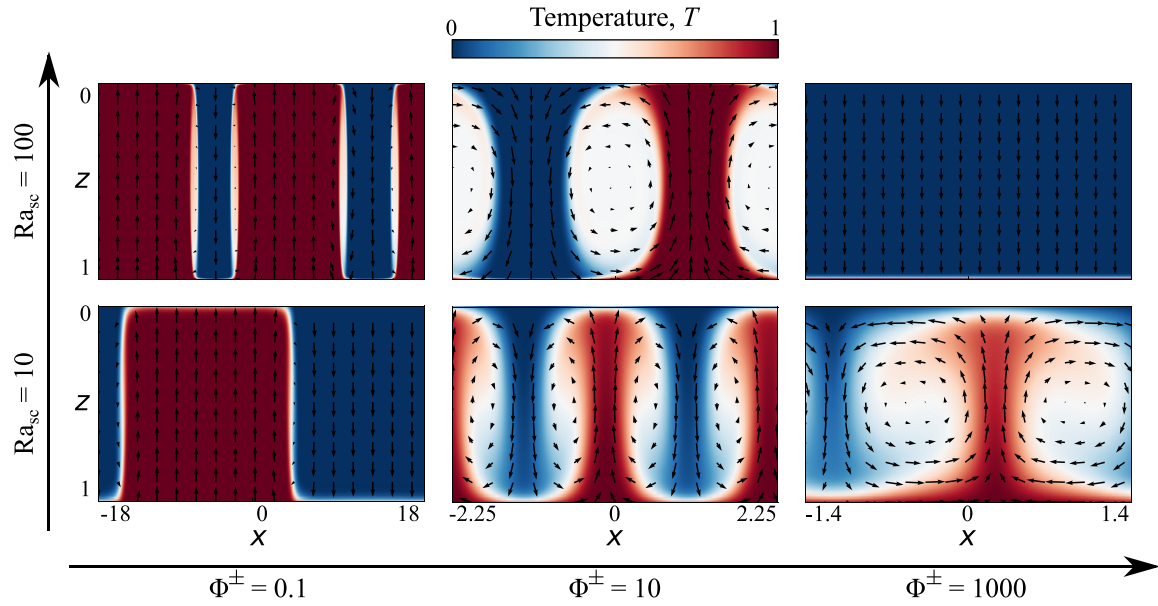 Temperature, T
0 1
Ra_sc = 100
0
z
1
Ra_sc = 10
0
z
1
-18 0 18
x
-2.25 0 2.25
x
-1.4 0 1.4
x
Φ^± = 0.1
Φ^± = 10
Φ^± = 1000